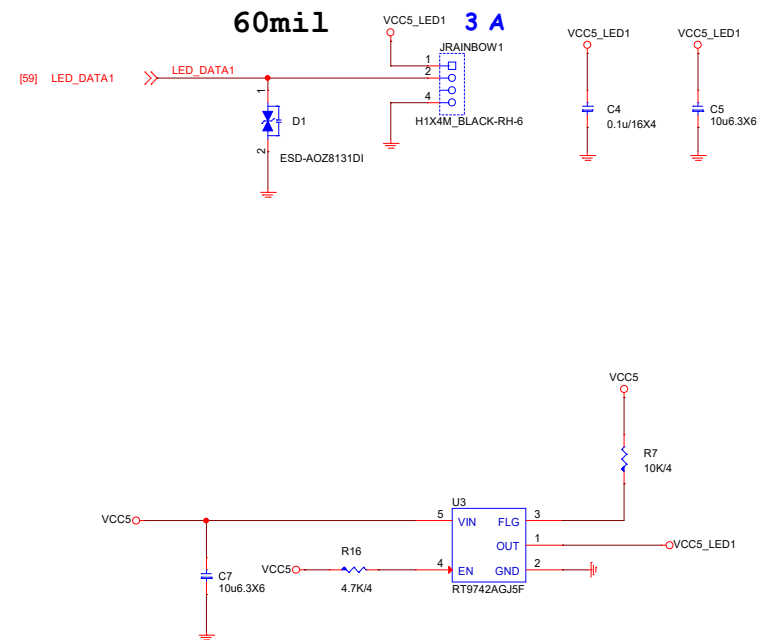 60mil
3 A
VCC5_LED1
VCC5_LED1
VCC5_LED1
JRAINBOW1
1
2
4
H1X4M_BLACK-RH-6
[59] LED_DATA1
LED_DATA1
1
D1
2
ESD-AOZ8131DI
C4
0.1u/16X4
C5
10u6.3X6
VCC5
R7
10K/4
U3
VCC5
5
VIN
FLG
3
OUT
1
VCC5_LED1
R16
VCC5
4
EN
GND
2
4.7K/4
RT9742AGJ5F
C7
10u6.3X6